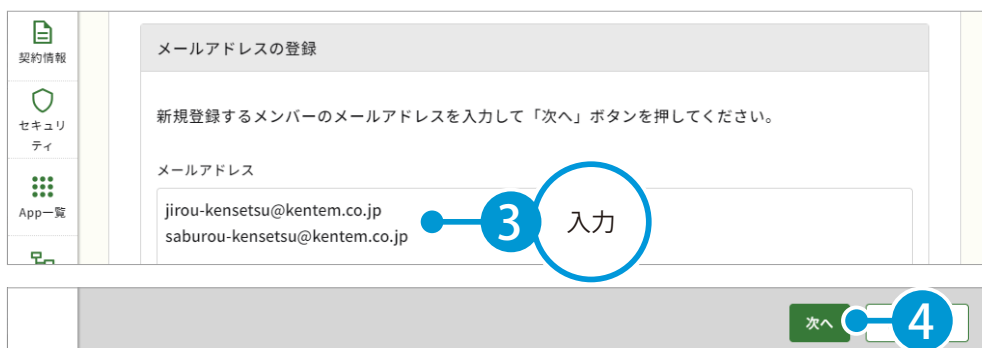 契約情報
セキュリ
ティ
App一覧
メールアドレスの登録
新規登録するメンバーのメールアドレスを入力して「次へ」ボタンを押してください。
メールアドレス
jirou-kensetsu@kentem.co.jp
saburou-kensetsu@kentem.co.jp
3
入力
次へ
4